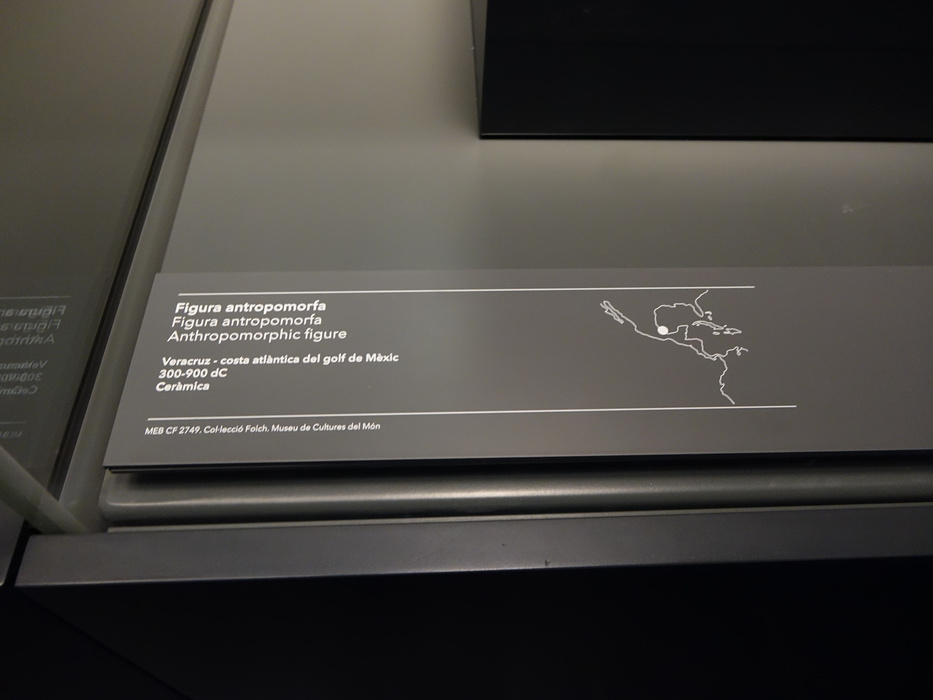 Figura antropomorfa
Figura antropomorfa
Anthropomorphic figure
Veracruz - costa atlàntica del golf de Mèxic
300-900 dC
Ceràmica
MEB CF 2749. Col·lecció Folch. Museu de Cultures del Món